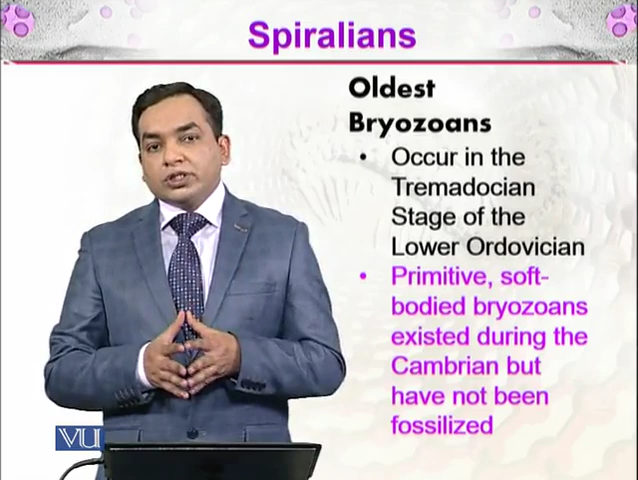 Spiralians
Oldest
Bryozoans
• Occur in the
Tremadocian
Stage of the
Lower Ordovician
• Primitive, soft-
bodied bryozoans
existed during the
Cambrian but
have not been
fossilized
VU